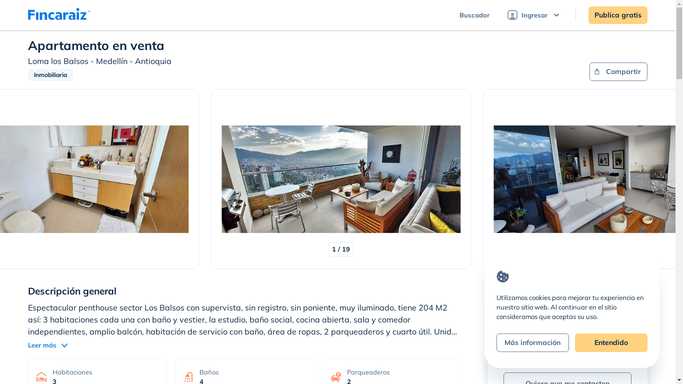 Fincaraiz
Buscador
Ingresar
Publica gratis
Apartamento en venta
Loma los Balsos - Medellín - Antioquia
Inmobiliaria
Compartir
1 / 19
Descripción general
Espectacular penthouse sector Los Balsos con supervista, sin registro, sin poniente, muy iluminado, tiene 204 M2
asi: 3 habitaciones cada una con baño y vestier, la estudio, baño social, cocina abierta, sala y comedor
independientes, amplio balcón, habitación de servicio con baño, área de ropas, 2 parqueaderos y cuarto útil. Unid...
Leer más
Habitaciones
3
Baños
4
Parqueaderos
2
Utilizamos cookies para mejorar tu experiencia en
nuestro sitio web. Al continuar en el sitio
consideramos que aceptas su uso.
Más información
Entendido
Quiero que me contacten